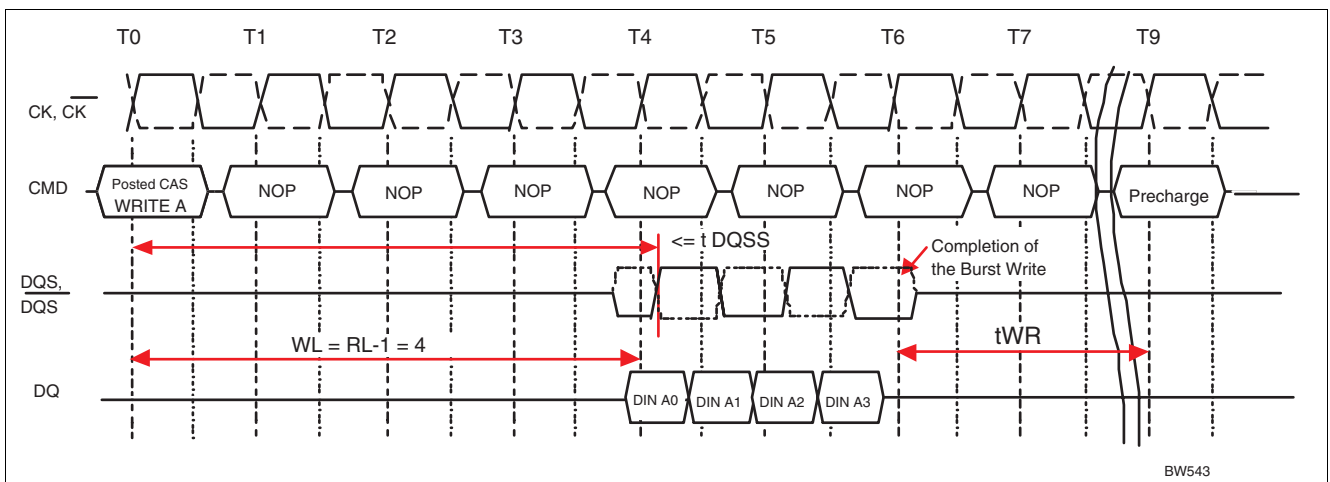 T0 T1 T2 T3 T4 T5 T6 T7 T9
CK, CK
CMD
Posted CAS
WRITE A
NOP NOP NOP NOP NOP NOP NOP Precharge
<= t DQSS
Completion of
the Burst Write
DQS,
DQS
WL = RL-1 = 4
tWR
DQ
DIN A0 DIN A1 DIN A2 DIN A3
BW543